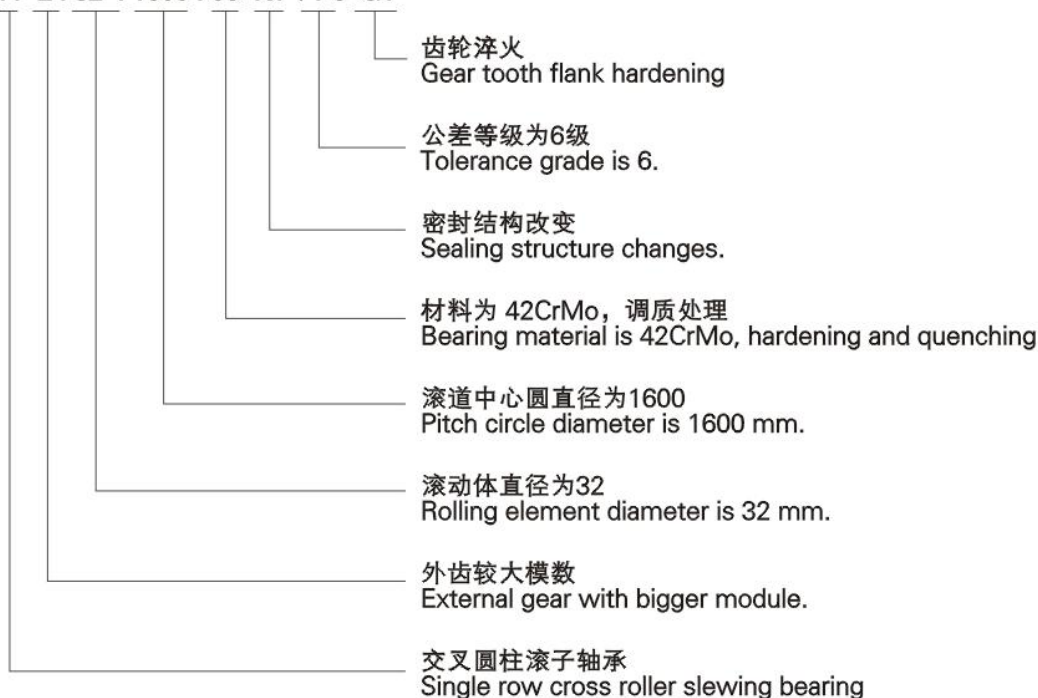 齿轮淬火
Gear tooth flank hardening
公差等级为6级
Tolerance grade is 6.
密封结构改变
Sealing structure changes.
材料为 42CrMo，调质处理
Bearing material is 42CrMo, hardening and quenching
滚道中心圆直径为1600
Pitch circle diameter is 1600 mm.
滚动体直径为32
Rolling element diameter is 32 mm.
外齿较大模数
External gear with bigger module.
交叉圆柱滚子轴承
Single row cross roller slewing bearing